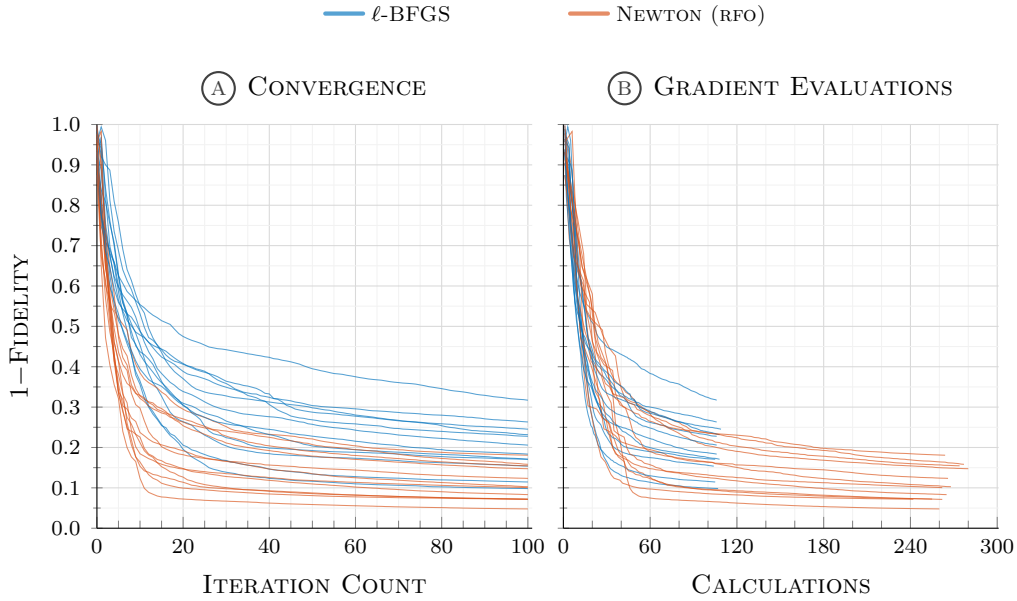 ℓ-BFGS NEWTON (RFO)
A CONVERGENCE
B GRADIENT EVALUATIONS
1−FIDELITY
1.0
0.9
0.8
0.7
0.6
0.5
0.4
0.3
0.2
0.1
0.0
0 20 40 60 80 100
0 60 120 180 240 300
ITERATION COUNT
CALCULATIONS